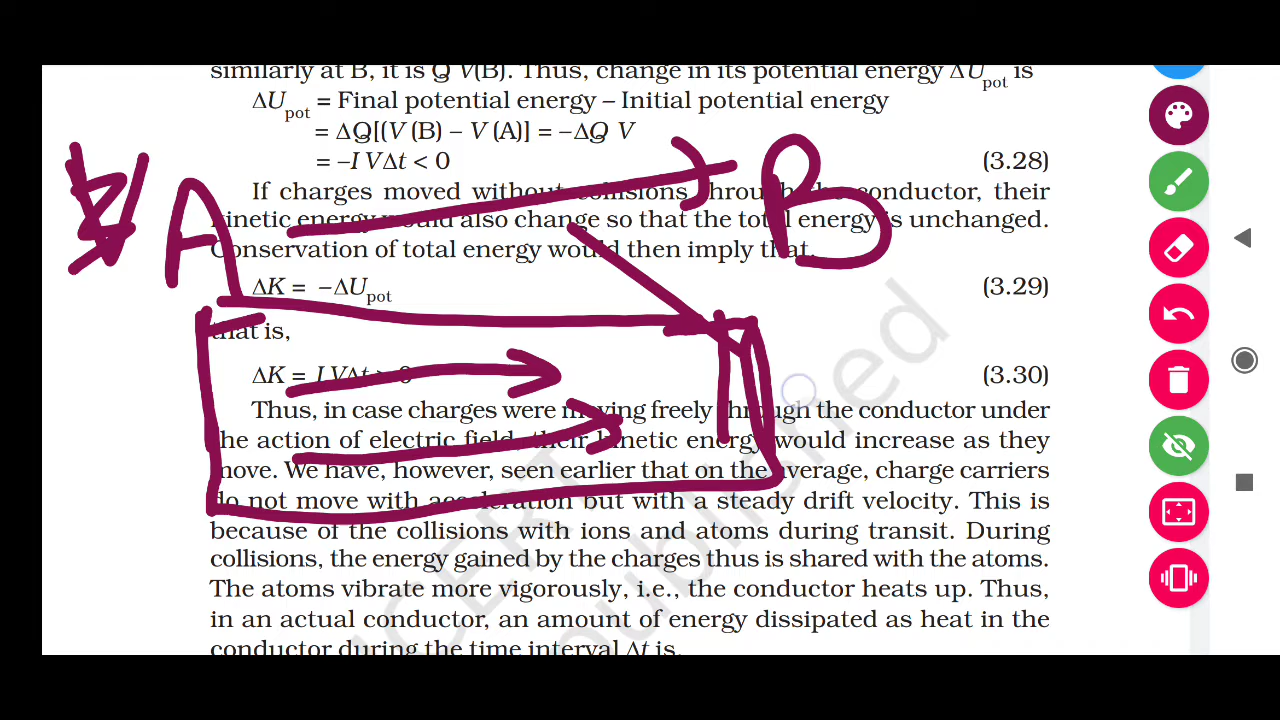 similarly at B, it is Q V(B). Thus, change in its potential energy ΔUpot is
ΔUpot = Final potential energy – Initial potential energy
= ΔQ[(V (B) – V (A)] = –ΔQ V
= –I VΔt < 0 (3.28)
If charges moved without collisions through the conductor, their
kinetic energy would also change so that the total energy is unchanged.
Conservation of total energy would then imply that,
A B
ΔK = –ΔUpot (3.29)
that is,
ΔK = I VΔt > 0 (3.30)
Thus, in case charges were moving freely through the conductor under
the action of electric field, their kinetic energy would increase as they
move. We have, however, seen earlier that on the average, charge carriers
do not move with acceleration but with a steady drift velocity. This is
because of the collisions with ions and atoms during transit. During
collisions, the energy gained by the charges thus is shared with the atoms.
The atoms vibrate more vigorously, i.e., the conductor heats up. Thus,
in an actual conductor, an amount of energy dissipated as heat in the
conductor during the time interval Δt is,
NCERT
published